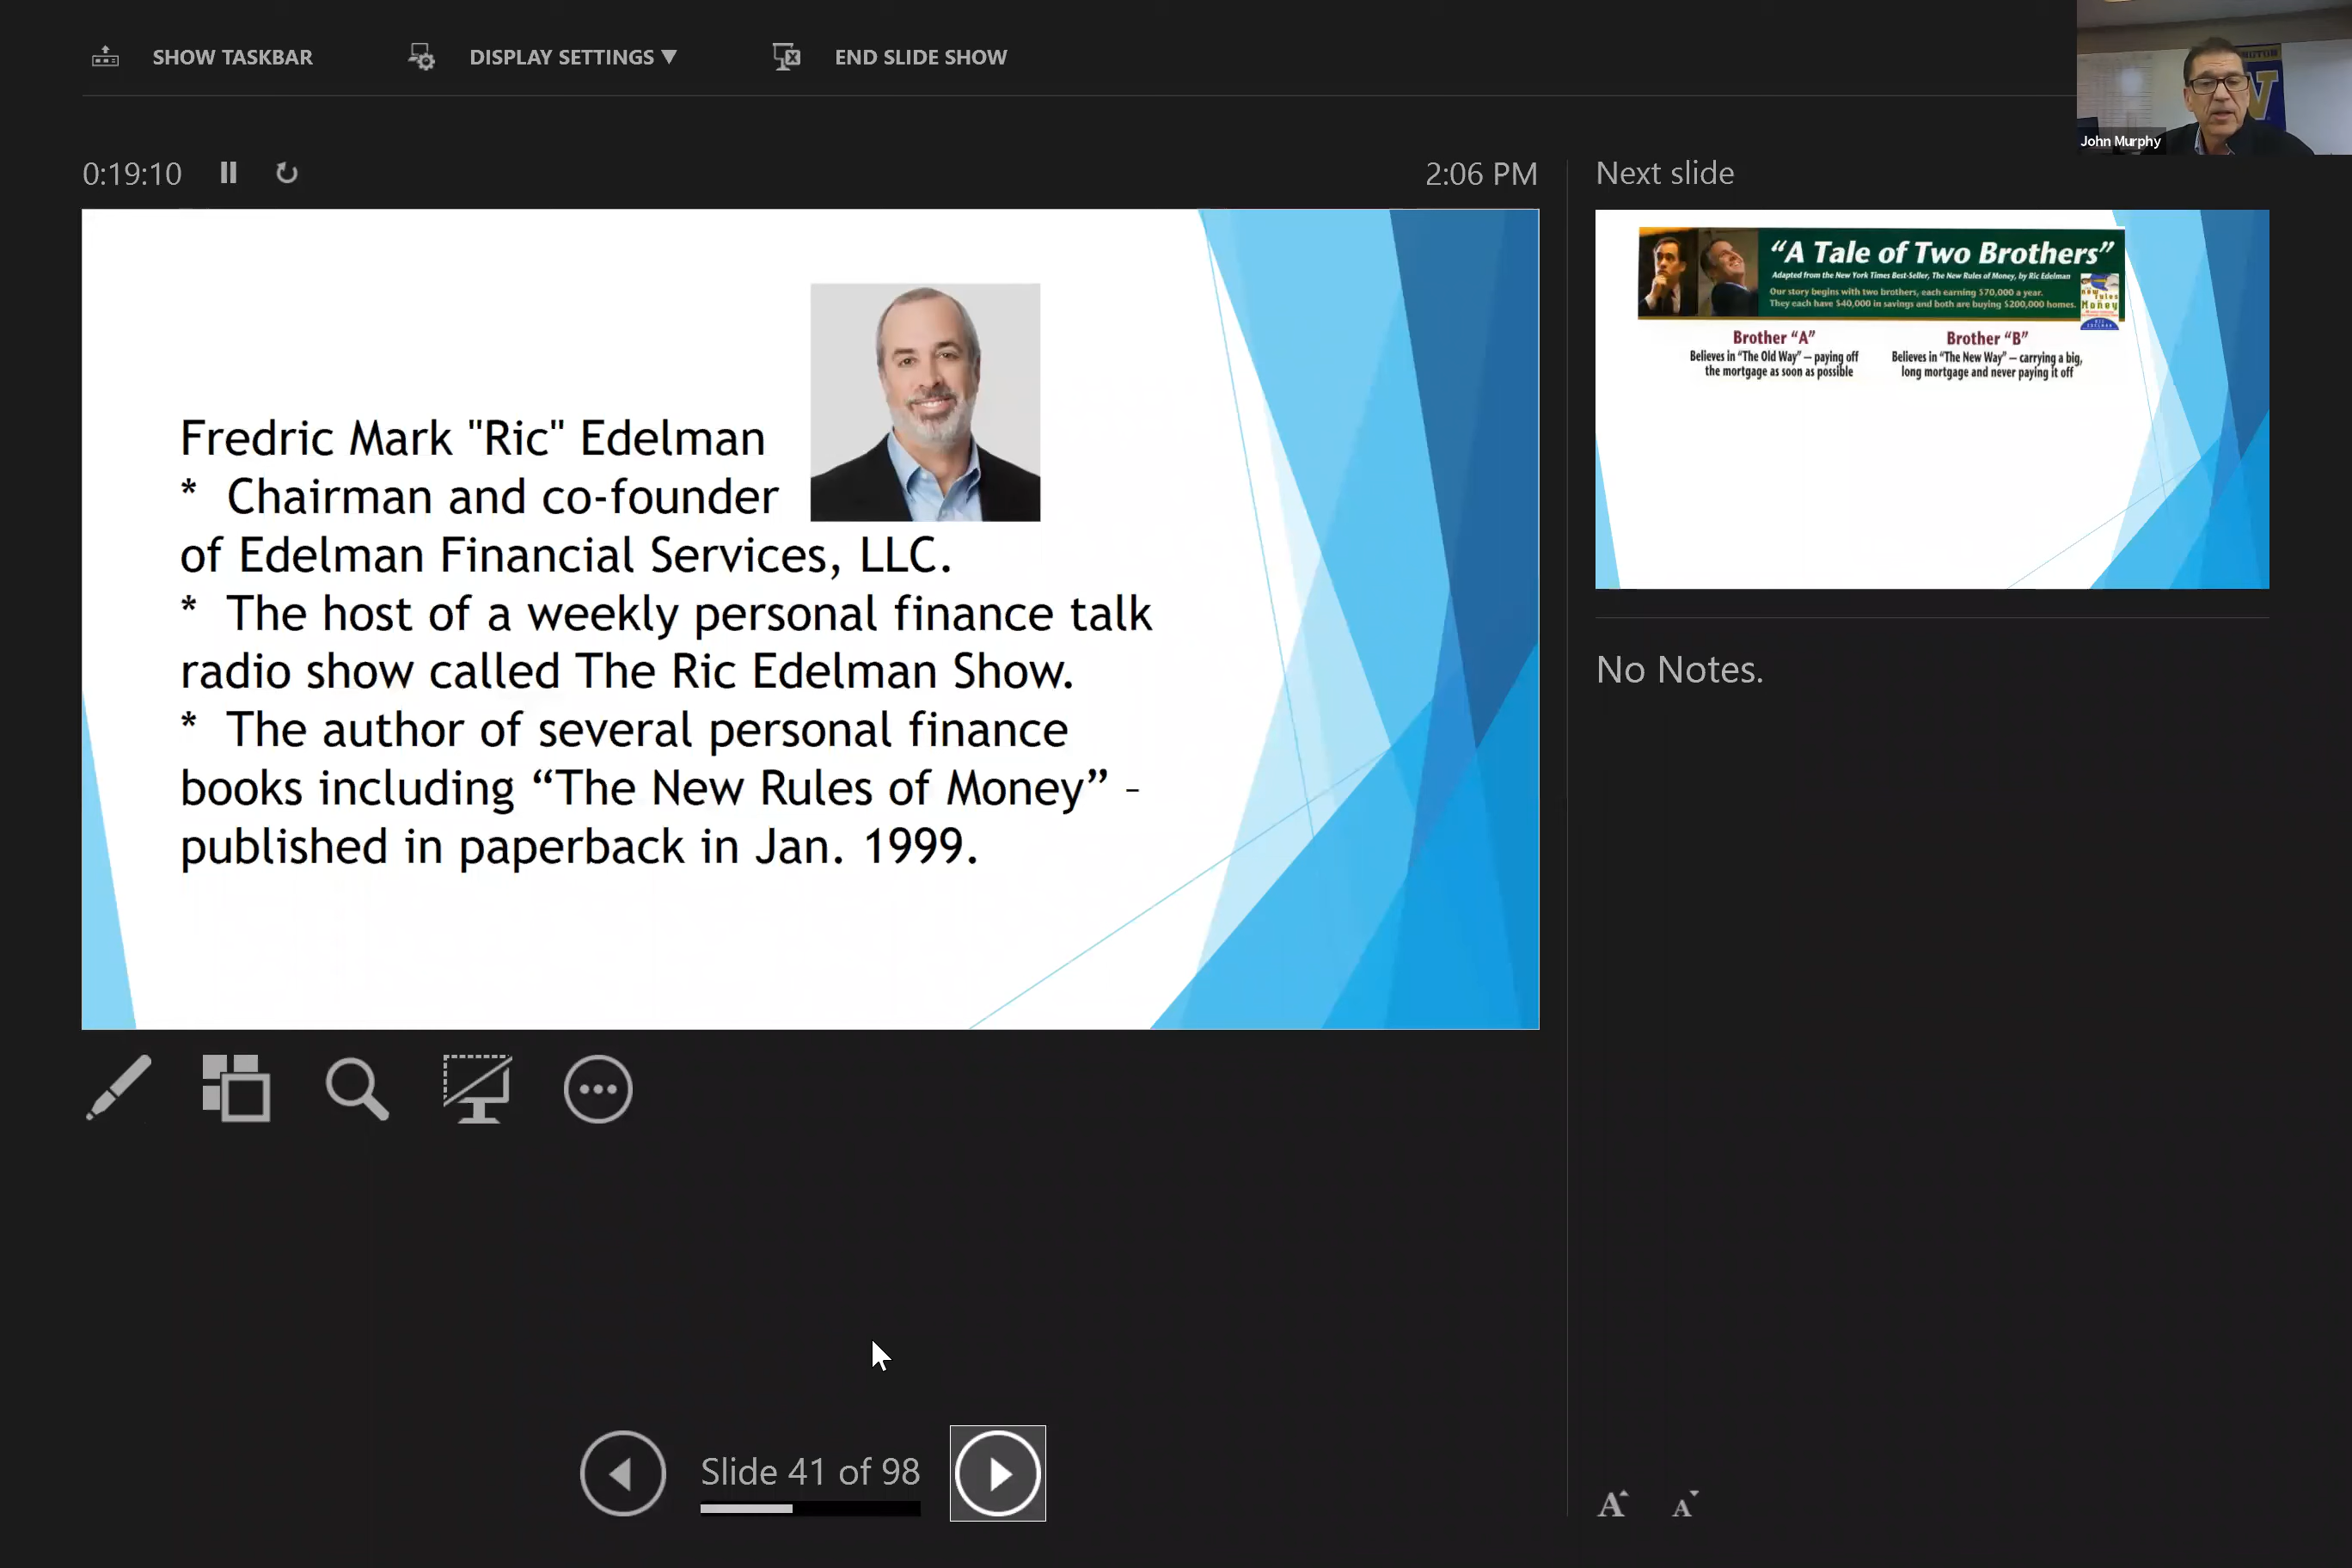 SHOW TASKBAR
DISPLAY SETTINGS ▼
END SLIDE SHOW
John Murphy
0:19:10
2:06 PM
Next slide
Fredric Mark "Ric" Edelman
* Chairman and co-founder
of Edelman Financial Services, LLC.
* The host of a weekly personal finance talk
radio show called The Ric Edelman Show.
* The author of several personal finance
books including “The New Rules of Money” –
published in paperback in Jan. 1999.
“A Tale of Two Brothers”
Adapted from the New York Times Best-Seller, The New Rules of Money, by Ric Edelman
Our story begins with two brothers, each earning $70,000 a year.
They each have $40,000 in savings and both are buying $200,000 homes.
new rules
Money
Brother “A”
Believes in “The Old Way” – paying off
the mortgage as soon as possible
Brother “B”
Believes in “The New Way” – carrying a big,
long mortgage and never paying it off
No Notes.
Slide 41 of 98
A A